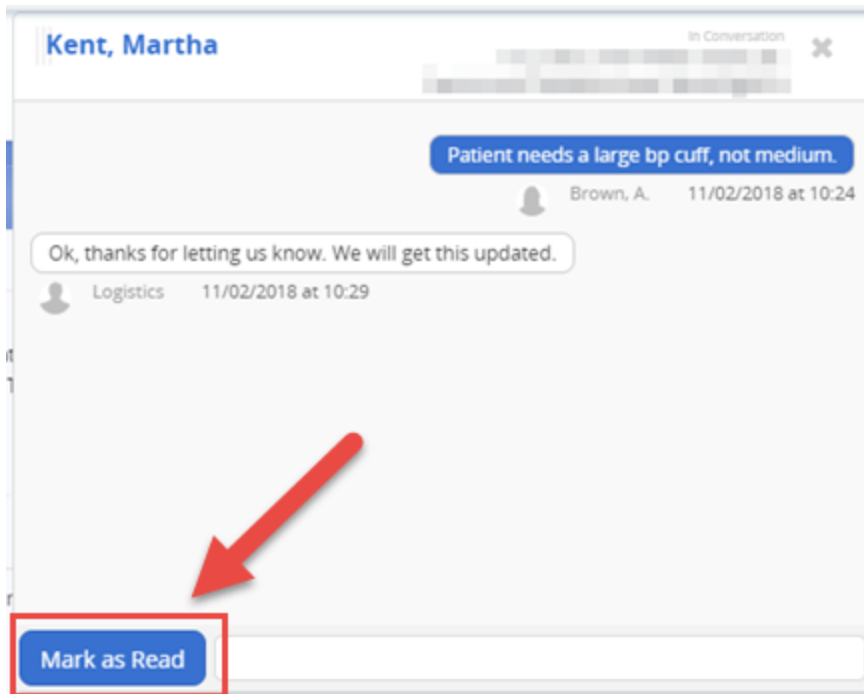 Kent, Martha
In Conversation
Patient needs a large bp cuff, not medium.
Brown, A. 11/02/2018 at 10:24
Ok, thanks for letting us know. We will get this updated.
Logistics 11/02/2018 at 10:29
Mark as Read